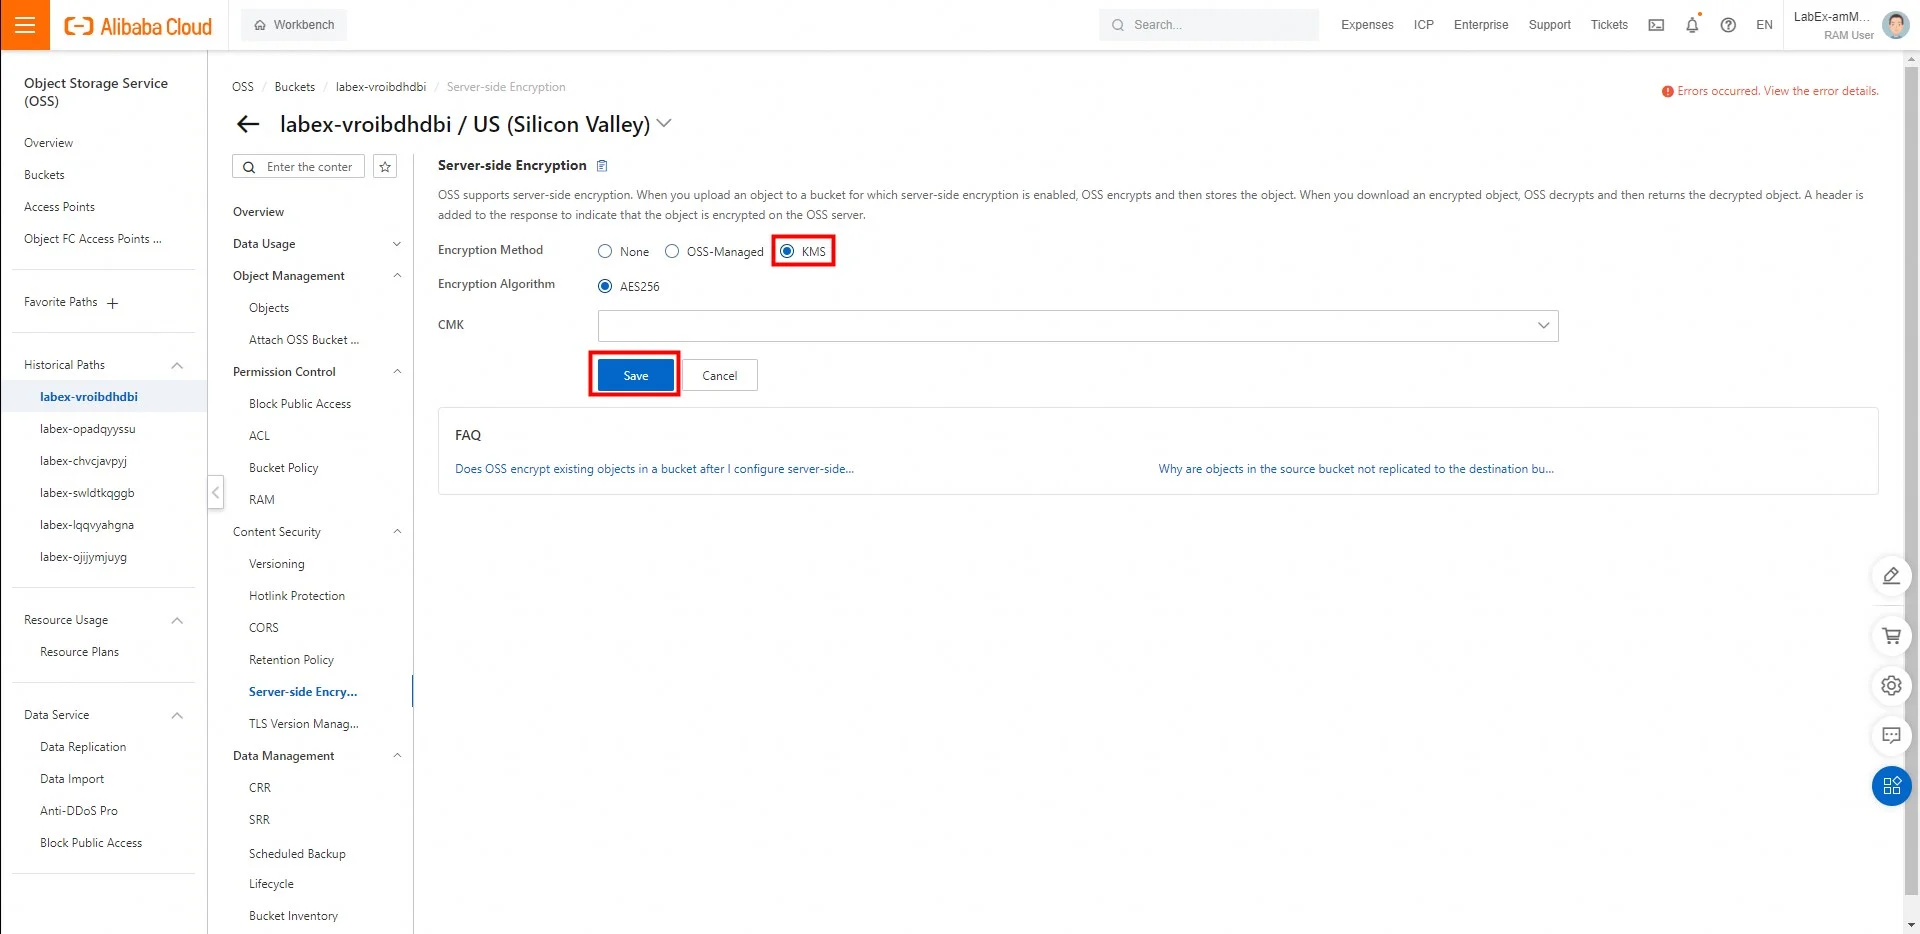 Alibaba Cloud
Workbench
Search...
Expenses
ICP
Enterprise
Support
Tickets
EN
LabEx-amM...
RAM User
Object Storage Service
(OSS)
Overview
Buckets
Access Points
Object FC Access Points ...
Favorite Paths
Historical Paths
labex-vroibdhdbi
labex-opadqyyssu
labex-chvcjavpyj
labex-swldtkqggb
labex-lqqvyahgna
labex-ojijymjuyg
Resource Usage
Resource Plans
Data Service
Data Replication
Data Import
Anti-DDoS Pro
Block Public Access
OSS / Buckets / labex-vroibdhdbi / Server-side Encryption
Errors occurred. View the error details.
labex-vroibdhdbi / US (Silicon Valley)
Enter the conter
Overview
Data Usage
Object Management
Objects
Attach OSS Bucket ...
Permission Control
Block Public Access
ACL
Bucket Policy
RAM
Content Security
Versioning
Hotlink Protection
CORS
Retention Policy
Server-side Encry...
TLS Version Manag...
Data Management
CRR
SRR
Scheduled Backup
Lifecycle
Bucket Inventory
Server-side Encryption
OSS supports server-side encryption. When you upload an object to a bucket for which server-side encryption is enabled, OSS encrypts and then stores the object. When you download an encrypted object, OSS decrypts and then returns the decrypted object. A header is
added to the response to indicate that the object is encrypted on the OSS server.
Encryption Method
None
OSS-Managed
KMS
Encryption Algorithm
AES256
CMK
Save
Cancel
FAQ
Does OSS encrypt existing objects in a bucket after I configure server-side...
Why are objects in the source bucket not replicated to the destination bu...